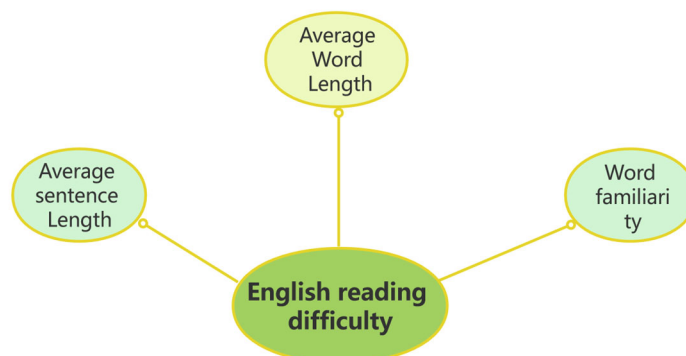 Average
Word
Length
Average
sentence
Length
Word
familiari
ty
English reading
difficulty